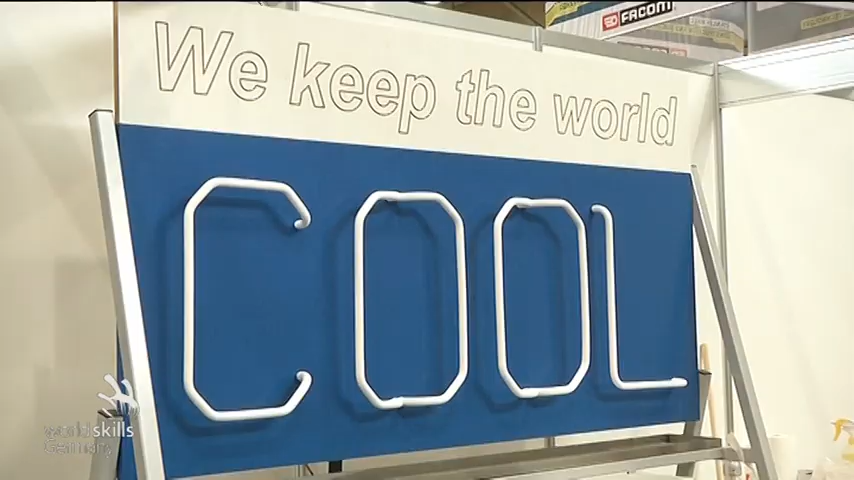 FACOM
We keep the world
COOL
worldskills
Germany